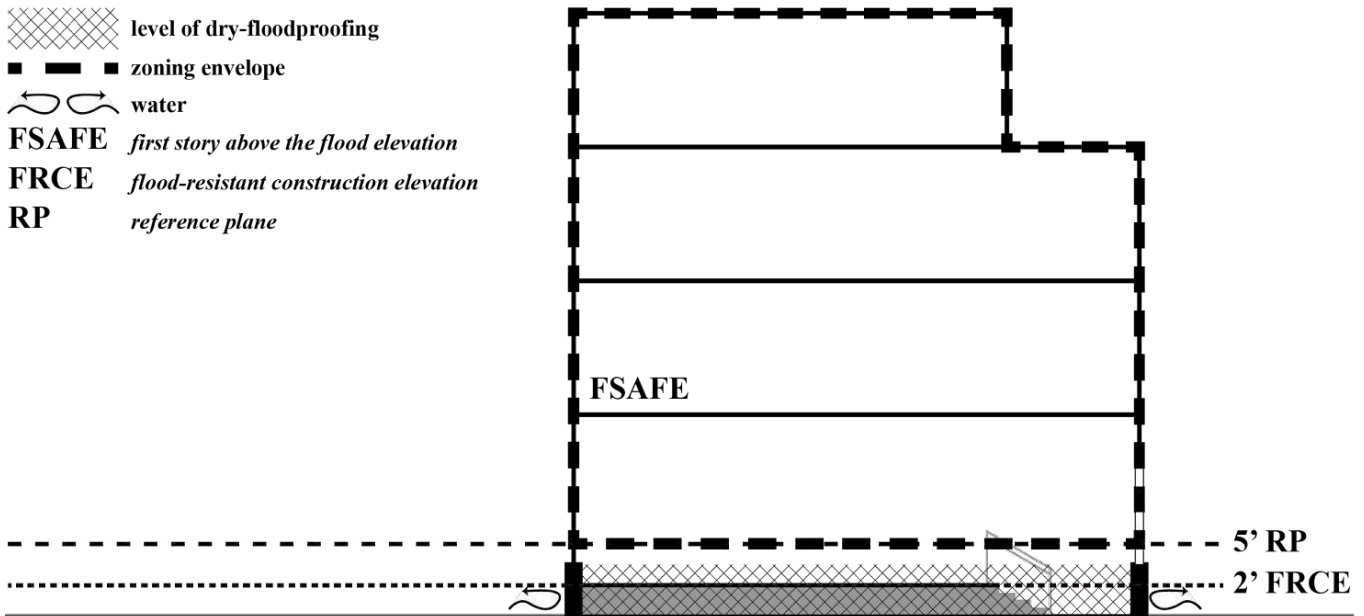 level of dry-floodproofing
zoning envelope
water
FSAFE first story above the flood elevation
FRCE flood-resistant construction elevation
RP reference plane
FSAFE
5’ RP
2’ FRCE